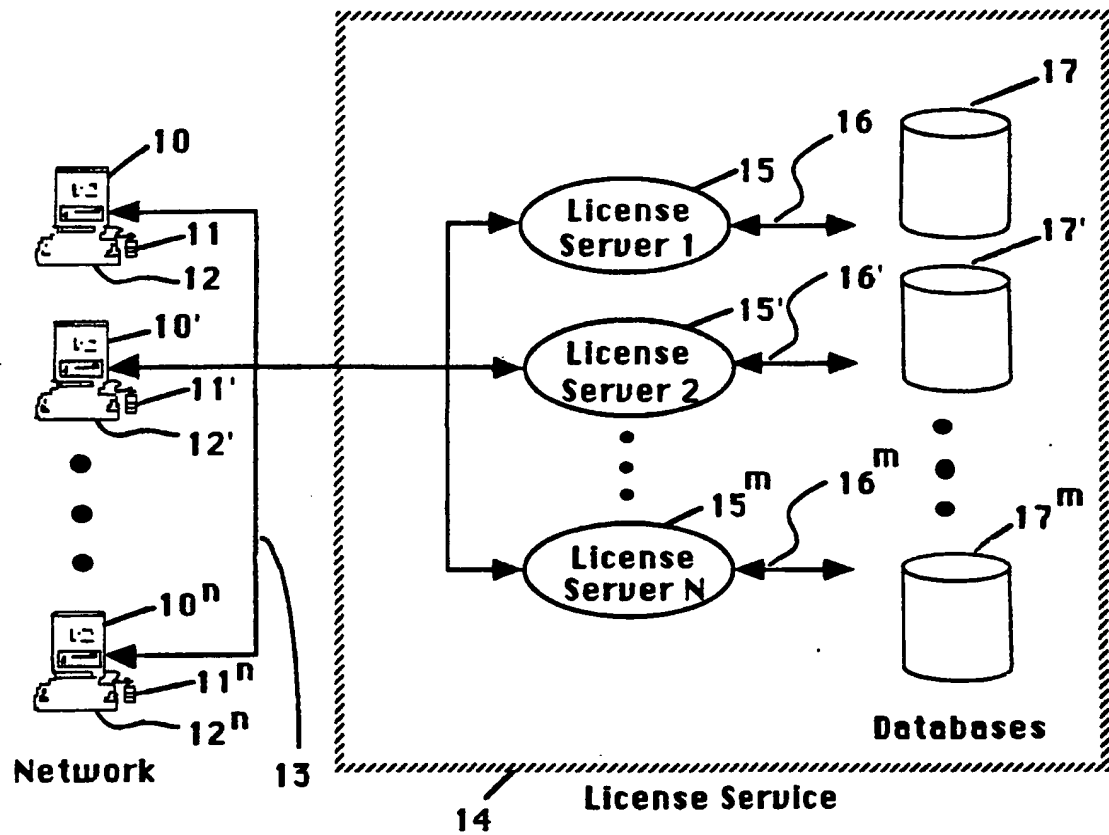 17
10
16
15
License
Server 1
11
12
17'
16'
10'
15'
License
Server 2
11'
12'
15^m
16^m
17^m
License
Server N
10^n
11^n
12^n
Databases
Network
13
14
License Service